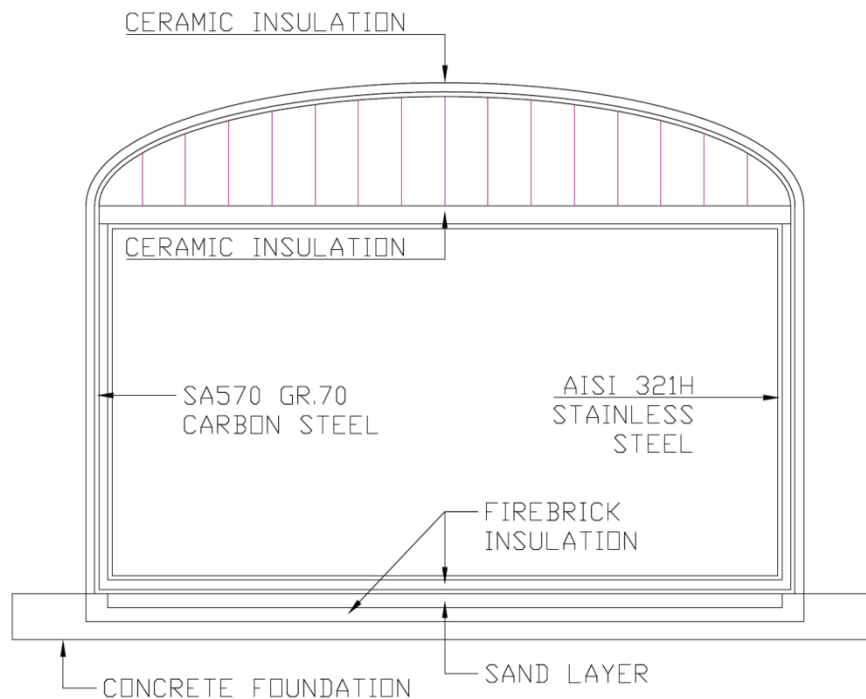 CERAMIC INSULATION
CERAMIC INSULATION
SA570 GR.70
CARBON STEEL
AISI 321H
STAINLESS
STEEL
FIREBRICK
INSULATION
SAND LAYER
CONCRETE FOUNDATION